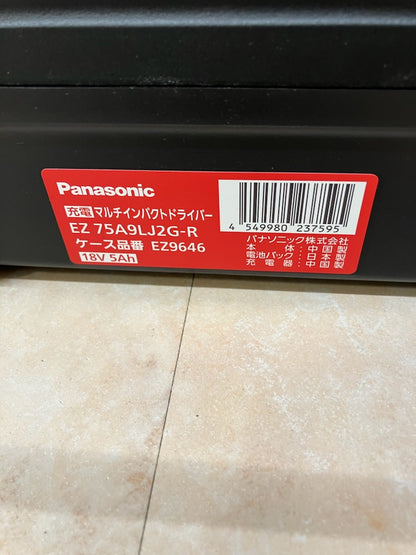 Panasonic
充電 マルチインパクトドライバー
EZ 75A9LJ2G-R
ケース品番 EZ9646
18V 5Ah
4 549980 237595
パナソニック株式会社
本体:中国製
電池パック:日本製
充電器:中国製